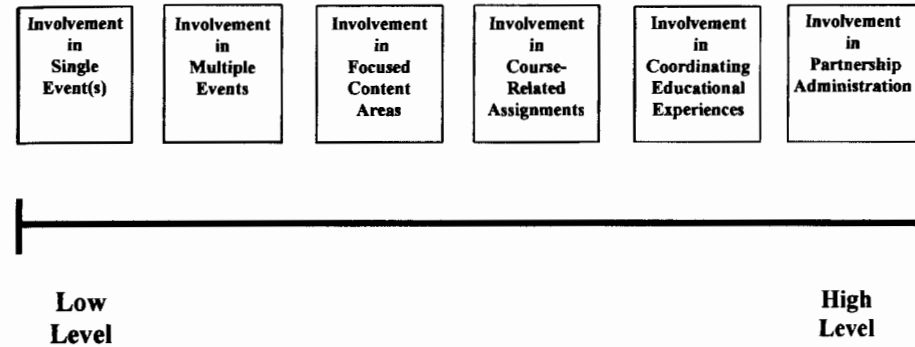 Involvement
in
Single
Event(s)
Involvement
in
Multiple
Events
Involvement
in
Focused
Content
Areas
Involvement
in
Course-
Related
Assignments
Involvement
in
Coordinating
Educational
Experiences
Involvement
in
Partnership
Administration
Low
Level
High
Level